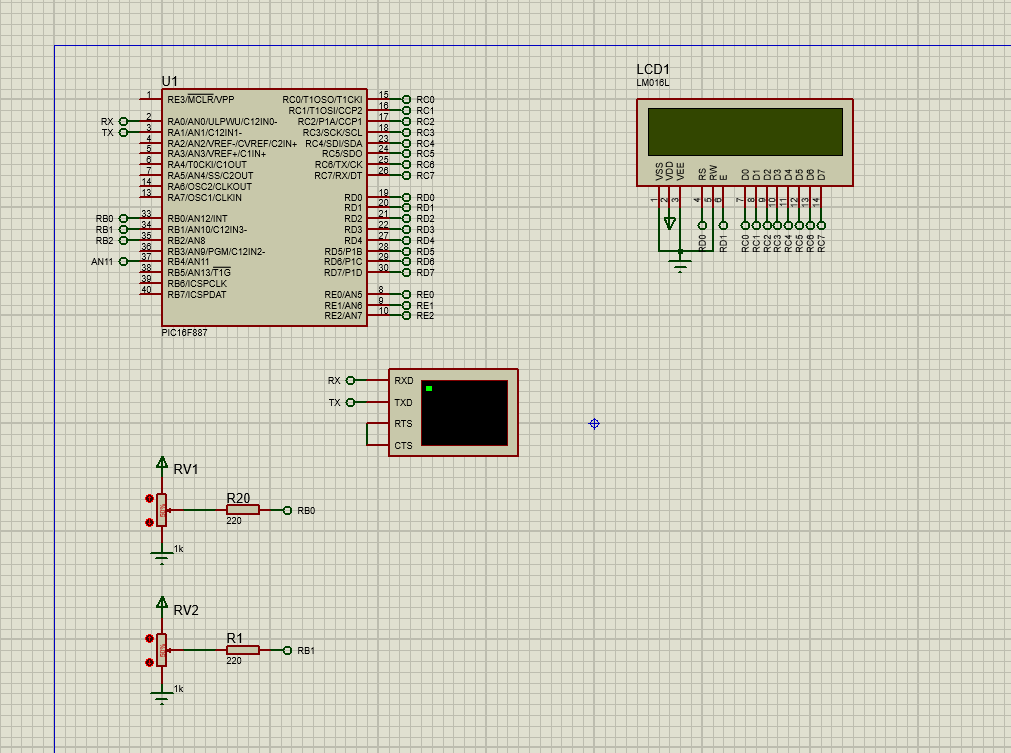 U1
1 RE3/MCLR/VPP RC0/T1OSO/T1CKI 15 RC0
RC1/T1OSI/CCP2 16 RC1
RX 2 RA0/AN0/ULPWU/C12IN0- RC2/P1A/CCP1 17 RC2
TX 3 RA1/AN1/C12IN1- RC3/SCK/SCL 18 RC3
4 RA2/AN2/VREF-/CVREF/C2IN+ RC4/SDI/SDA 23 RC4
5 RA3/AN3/VREF+/C1IN+ RC5/SDO 24 RC5
6 RA4/T0CKI/C1OUT RC6/TX/CK 25 RC6
7 RA5/AN4/SS/C2OUT RC7/RX/DT 26 RC7
14 RA6/OSC2/CLKOUT
13 RA7/OSC1/CLKIN RD0 19 RD0
RD1 20 RD1
RB0 33 RB0/AN12/INT RD2 21 RD2
RB1 34 RB1/AN10/C12IN3- RD3 22 RD3
RB2 35 RB2/AN8 RD4 27 RD4
36 RB3/AN9/PGM/C12IN2- RD5/P1B 28 RD5
AN11 37 RB4/AN11 RD6/P1C 29 RD6
38 RB5/AN13/T1G RD7/P1D 30 RD7
39 RB6/ICSPCLK
40 RB7/ICSPDAT RE0/AN5 8 RE0
RE1/AN6 9 RE1
RE2/AN7 10 RE2
PIC16F887
LCD1
LM016L
VSS VDD VEE RS RW E D0 D1 D2 D3 D4 D5 D6 D7
1 2 3 4 5 6 7 8 9 10 11 12 13 14
RD0 RD1 RC0 RC1 RC2 RC3 RC4 RC5 RC6 RC7
RX RXD
TX TXD
RTS
CTS
RV1
R20
50%
RB0
220
1k
RV2
R1
50%
RB1
220
1k